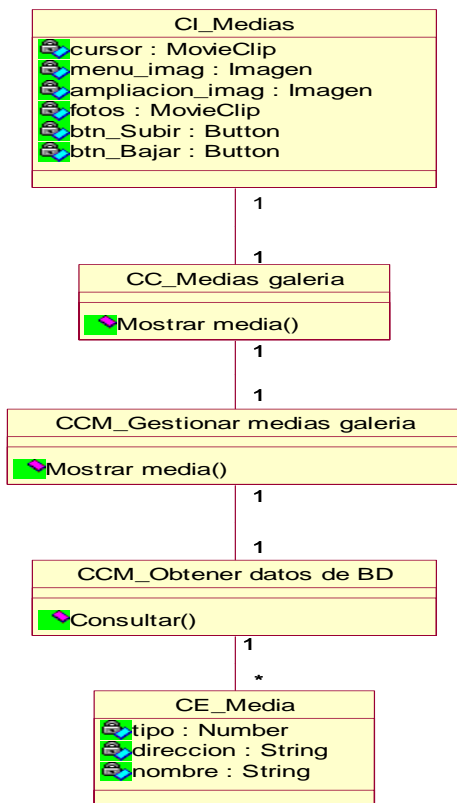 CI_Medias
cursor : MovieClip
menu_imag : Imagen
ampliacion_imag : Imagen
fotos : MovieClip
btn_Subir : Button
btn_Bajar : Button
1
1
CC_Medias galeria
Mostrar media()
1
1
CCM_Gestionar medias galeria
Mostrar media()
1
1
CCM_Obtener datos de BD
Consultar()
1
*
CE_Media
tipo : Number
direccion : String
nombre : String